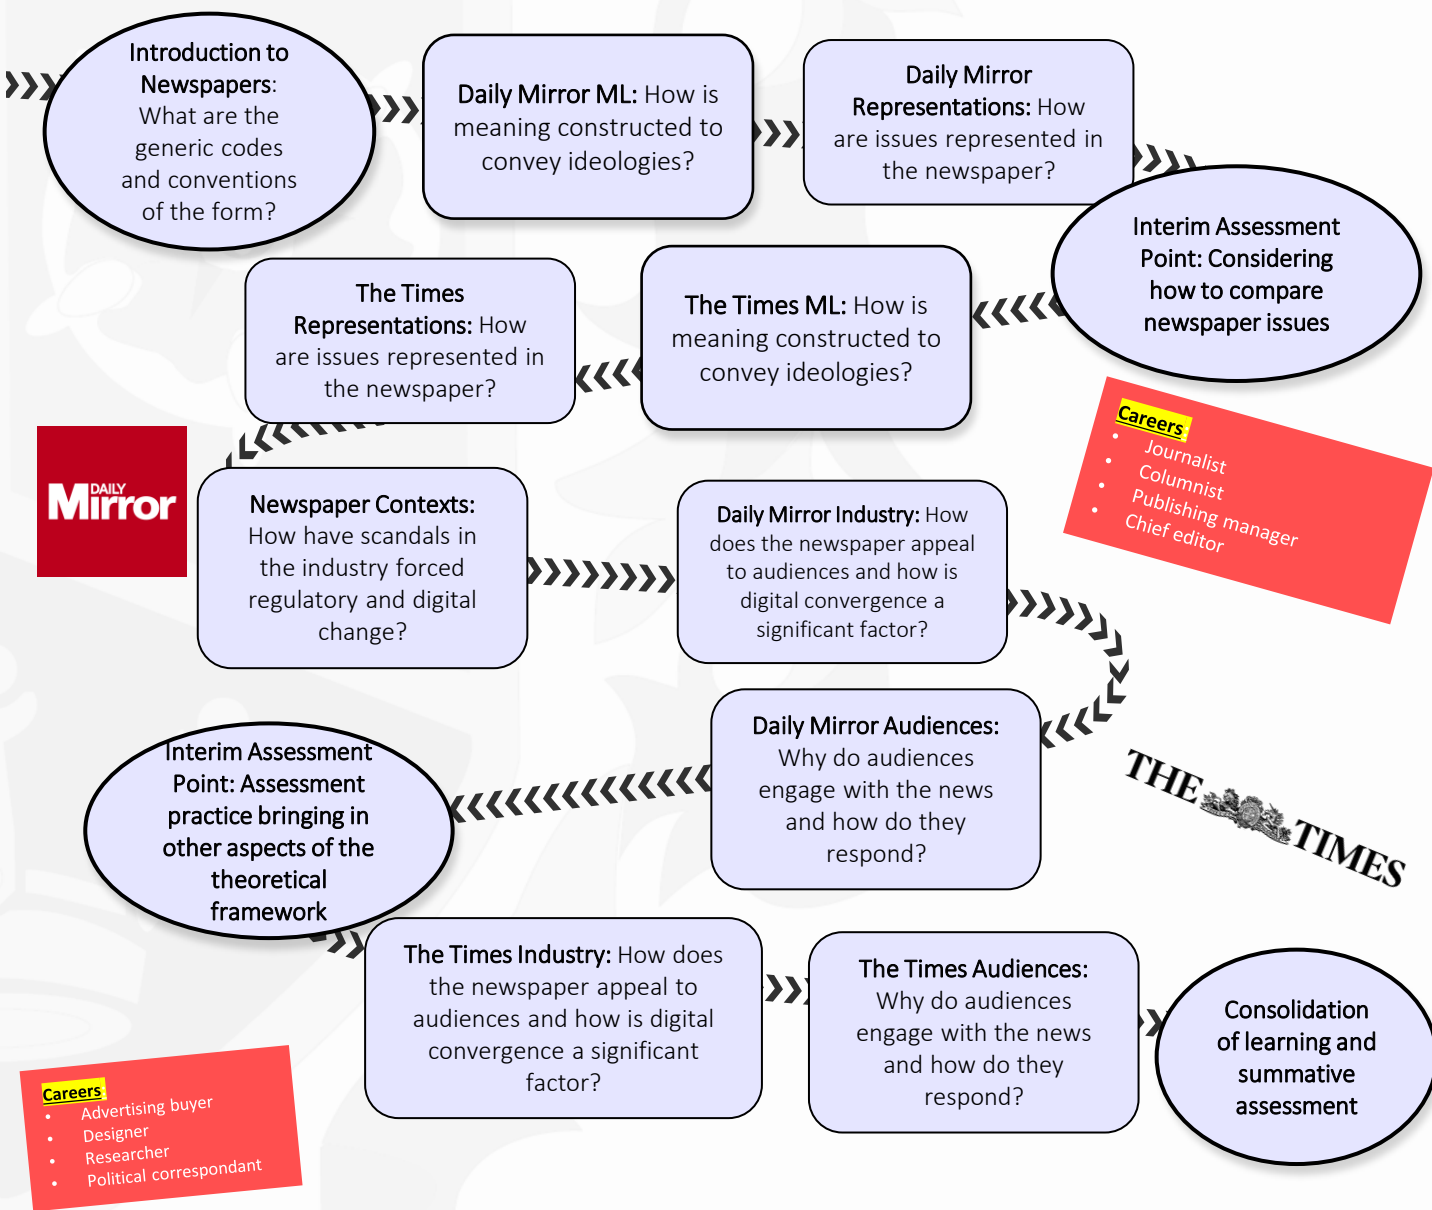 Introduction to
Newspapers:
What are the
generic codes
and conventions
of the form?
Daily Mirror ML: How is
meaning constructed to
convey ideologies?
Daily Mirror
Representations: How
are issues represented in
the newspaper?
Interim Assessment
Point: Considering
how to compare
newspaper issues
The Times ML: How is
meaning constructed to
convey ideologies?
The Times
Representations: How
are issues represented in
the newspaper?
Careers
• Journalist
• Columnist
• Publishing manager
• Chief editor
DAILY
Mirror
Newspaper Contexts:
How have scandals in
the industry forced
regulatory and digital
change?
Daily Mirror Industry: How
does the newspaper appeal
to audiences and how is
digital convergence a
significant factor?
Daily Mirror Audiences:
Why do audiences
engage with the news
and how do they
respond?
THE TIMES
Interim Assessment
Point: Assessment
practice bringing in
other aspects of the
theoretical
framework
The Times Industry: How does
the newspaper appeal to
audiences and how is digital
convergence a significant
factor?
The Times Audiences:
Why do audiences
engage with the news
and how do they
respond?
Consolidation
of learning and
summative
assessment
Careers
• Advertising buyer
• Designer
• Researcher
• Political correspondant